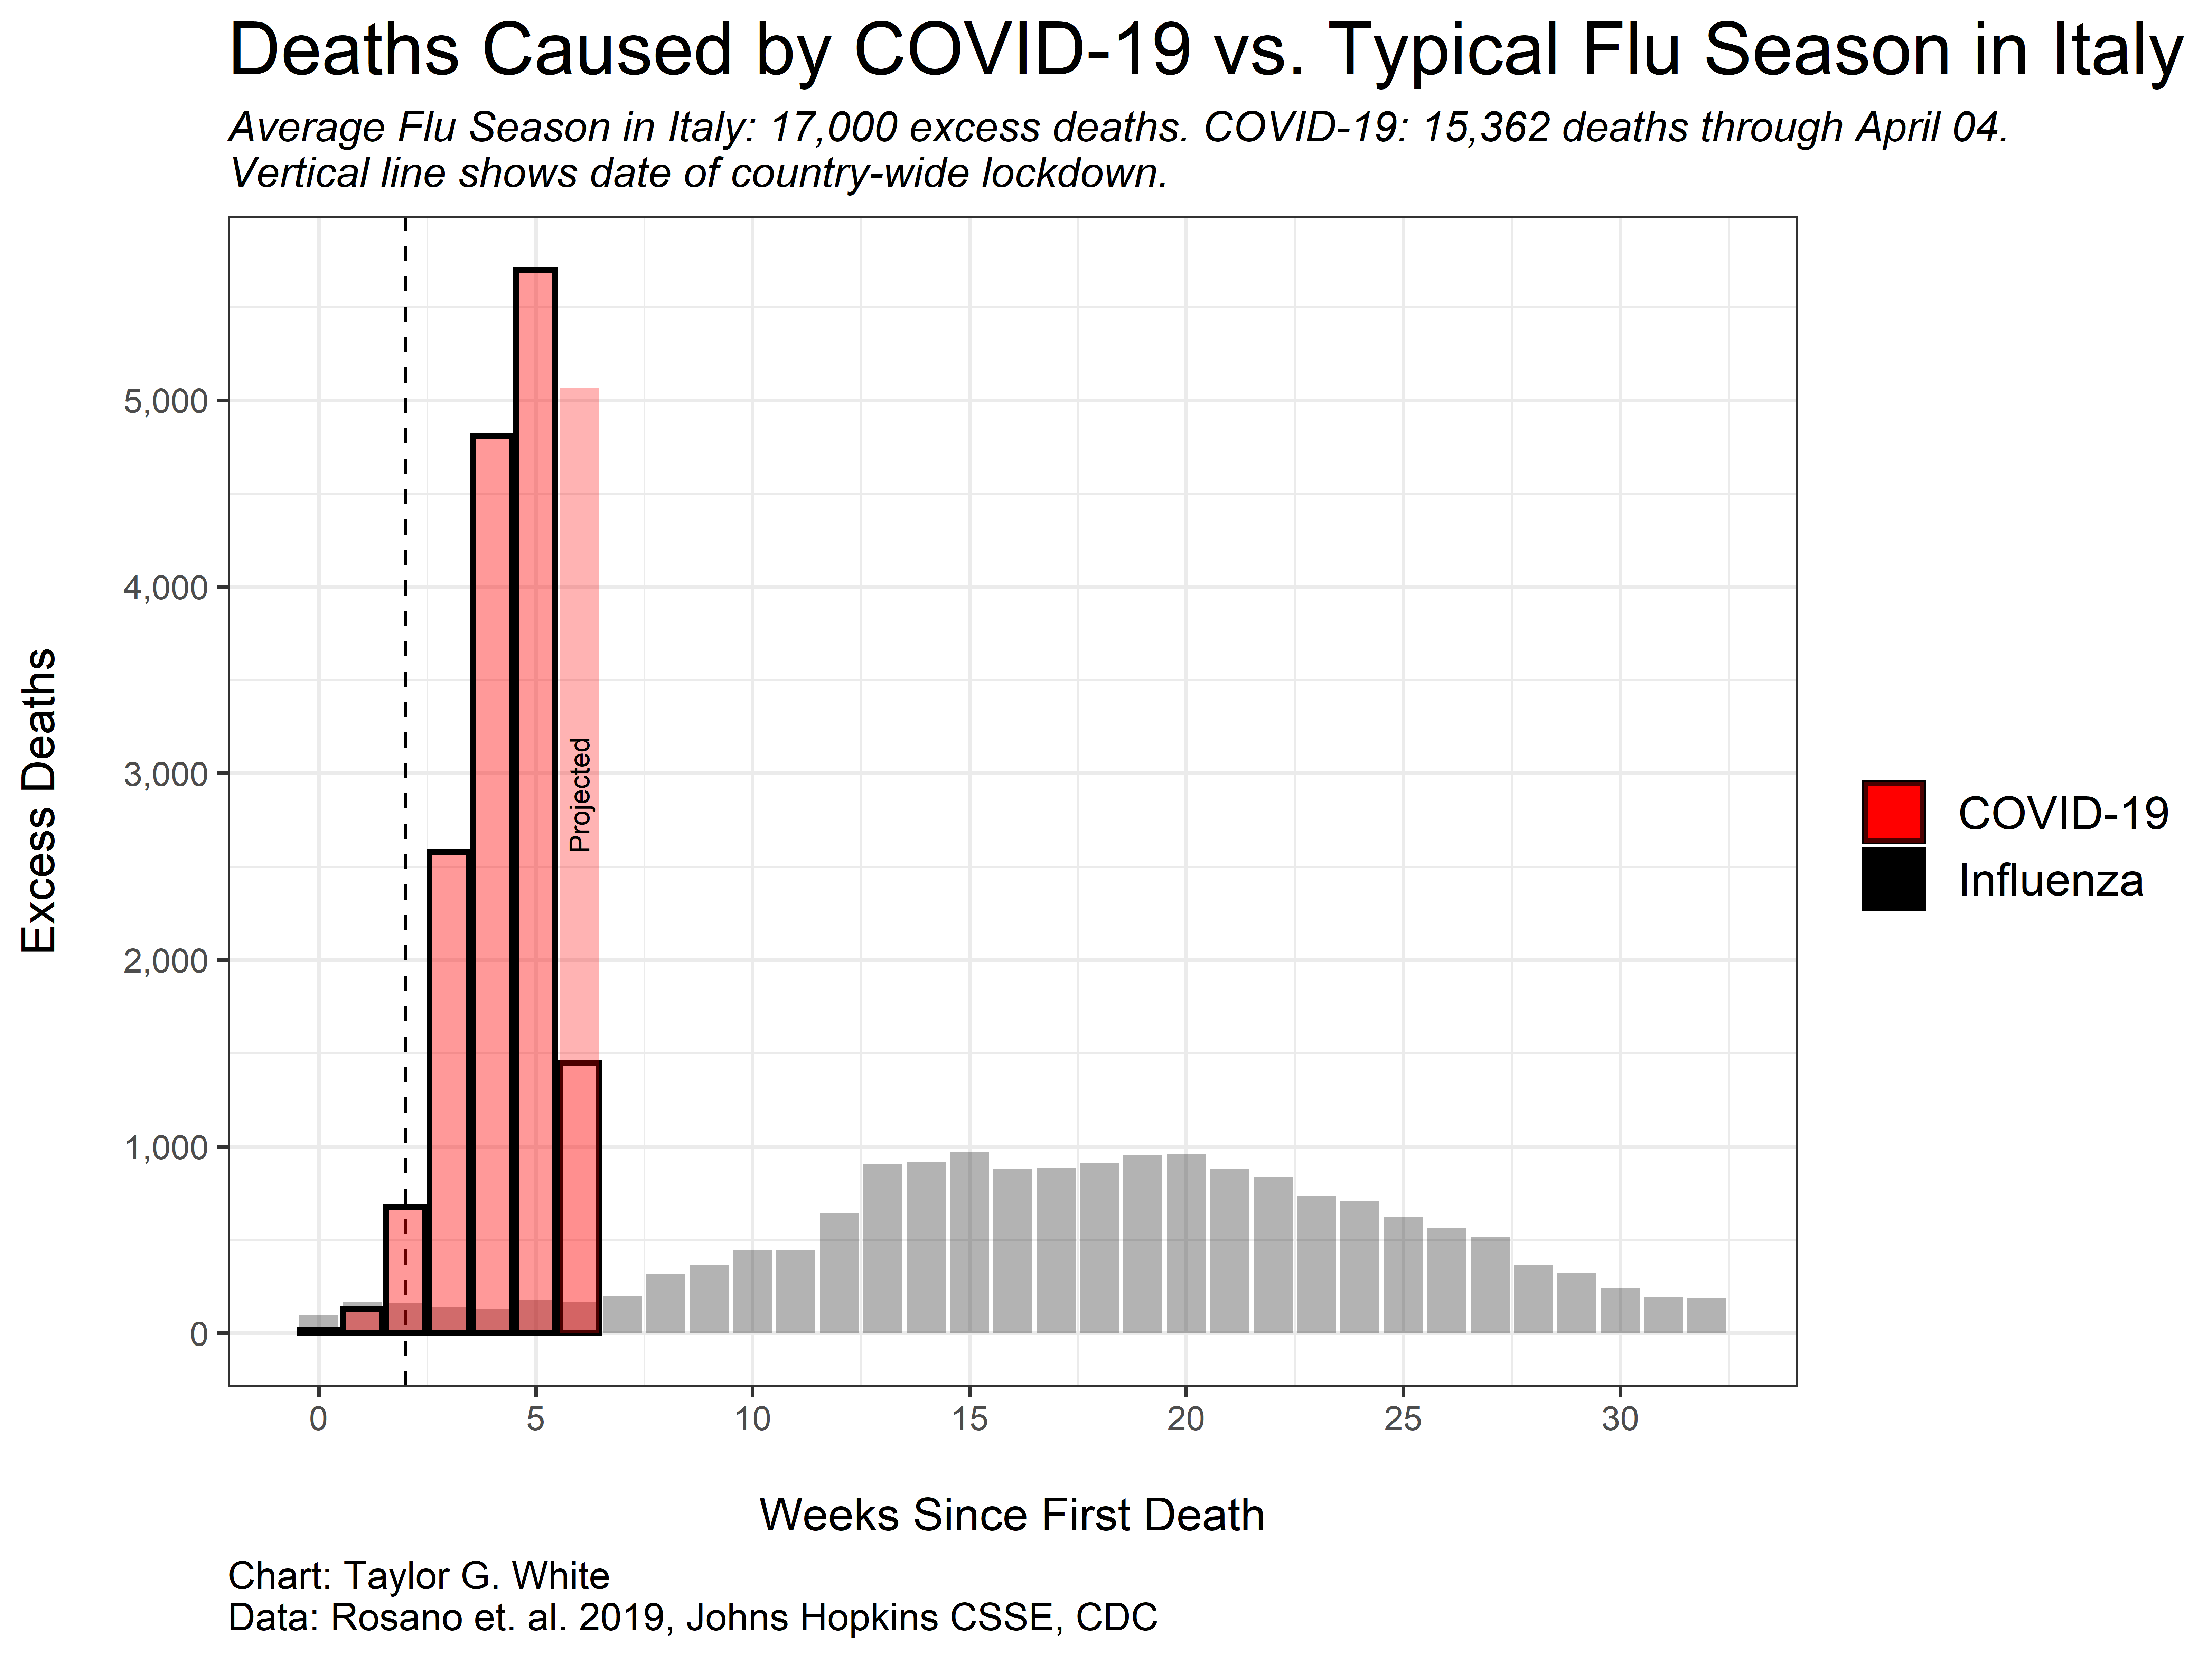 Deaths Caused by COVID-19 vs. Typical Flu Season in Italy
Average Flu Season in Italy: 17,000 excess deaths. COVID-19: 15,362 deaths through April 04.
Vertical line shows date of country-wide lockdown.
Excess Deaths
5,000
4,000
3,000
2,000
1,000
0
Projected
COVID-19
Influenza
0 5 10 15 20 25 30
Weeks Since First Death
Chart: Taylor G. White
Data: Rosano et. al. 2019, Johns Hopkins CSSE, CDC